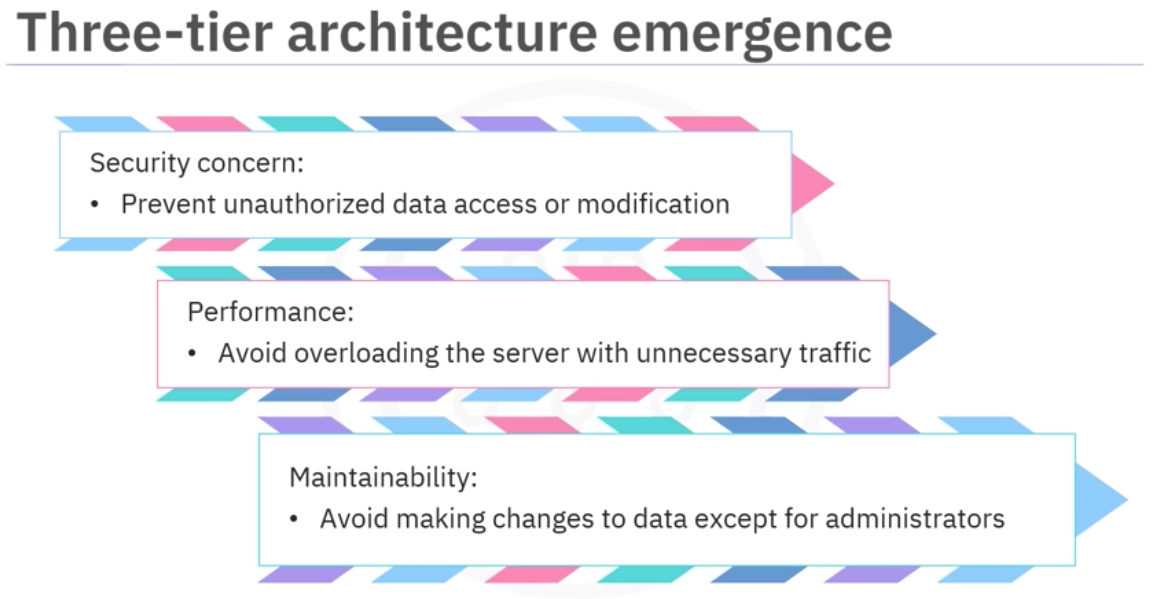 Three-tier architecture emergence
Security concern:
• Prevent unauthorized data access or modification
Performance:
• Avoid overloading the server with unnecessary traffic
Maintainability:
• Avoid making changes to data except for administrators